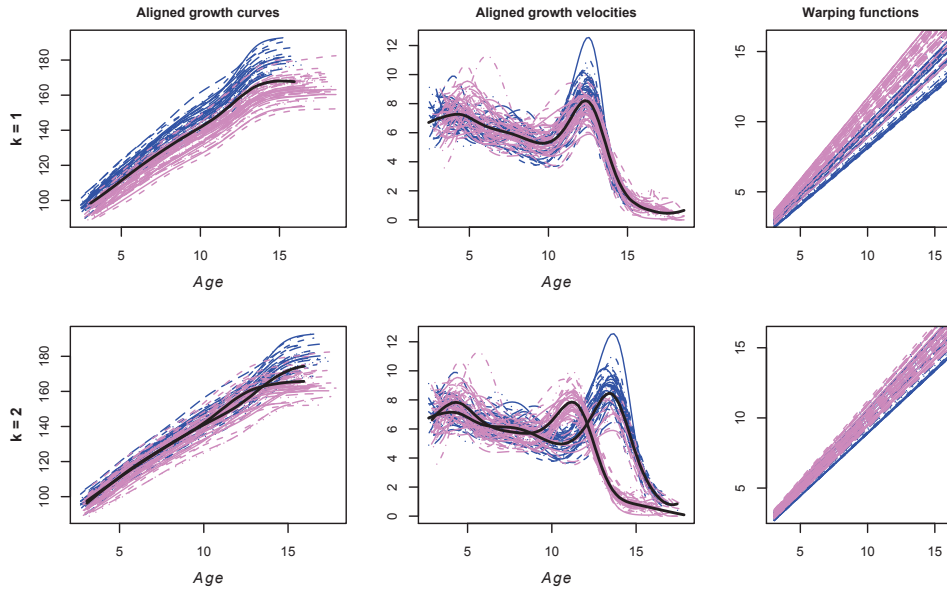 Aligned growth curves
Aligned growth velocities
Warping functions
k = 1
100 120 140 160 180
5 10 15
Age
0 2 4 6 8 10 12
5 10 15
Age
5 10 15
5 10 15
k = 2
100 120 140 160 180
5 10 15
Age
0 2 4 6 8 10 12
5 10 15
Age
5 10 15
5 10 15